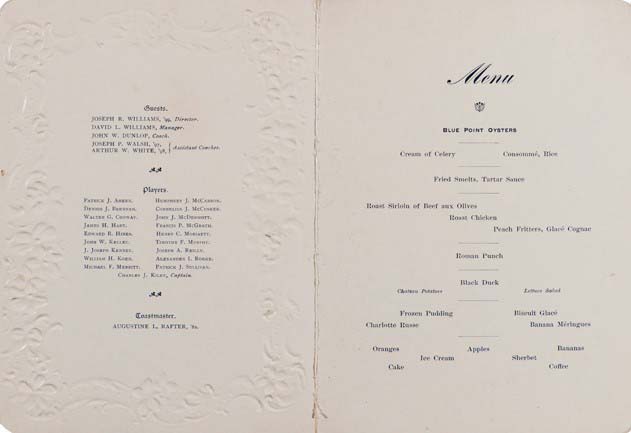 Guests.
JOSEPH R. WILLIAMS, '99, Director.
DAVID L. WILLIAMS, Manager.
JOHN W. DUNLOP, Coach.
JOSEPH P. WALSH, '97,
ARTHUR W. WHITE, '98, } Assistant Coaches.
Players.
PATRICK J. HUMPHREY J. MCCARRON.
DENNIS J. BRENNAN. CORNELIUS J. MCCUSKER.
WALTER G. CONWAY. JOHN J. MCDERMOTT.
JAMES H. HART. FRANCIS P. MCGRATH.
EDWARD R. HINES. HENRY C. MORIARTY.
JOHN W. KELLEY. TIMOTHY F. MURPHY.
J. JOSEPH KENNEY. JOSEPH A. REILLY.
WILLIAM H. KOEN. ALEXANDER I. RORKE.
MICHAEL F. MERRITT. PATRICK J. SULLIVAN.
CHARLES J. KILEY, Captain.
Toastmaster.
AUGUSTINE L. RAFTER,
Menu
BLUE POINT OYSTERS
Cream of Celery Consommé, Rice
Fried Smelts, Tartar Sauce
Roast Sirloin of Beef aux Olives
Roast Chicken
Peach Fritters, Glacé Cognac
Roman Punch
Black Duck
Chateau Potatoes Lettuce Salad
Frozen Pudding Biscuit Glacé
Charlotte Russe Banana Méringues
Oranges Apples Bananas
Ice Cream Sherbet
Cake Coffee